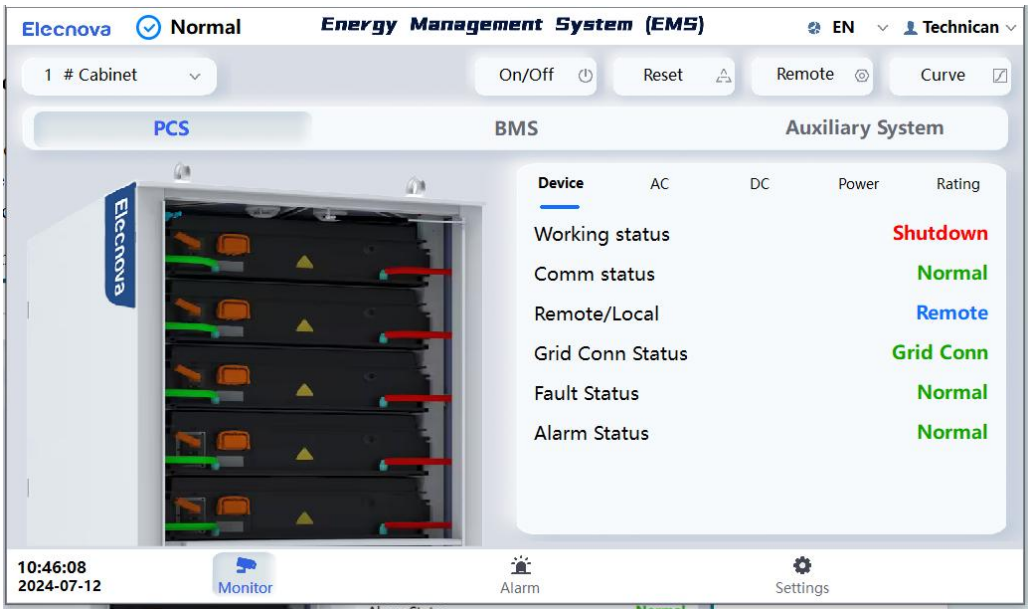 Elecnova Normal Energy Management System (EMS) EN Technican
1 # Cabinet On/Off Reset Remote Curve
PCS BMS Auxiliary System
Elecnova
Device AC DC Power Rating
Working status Shutdown
Comm status Normal
Remote/Local Remote
Grid Conn Status Grid Conn
Fault Status Normal
Alarm Status Normal
10:46:08
2024-07-12
Monitor Alarm Settings